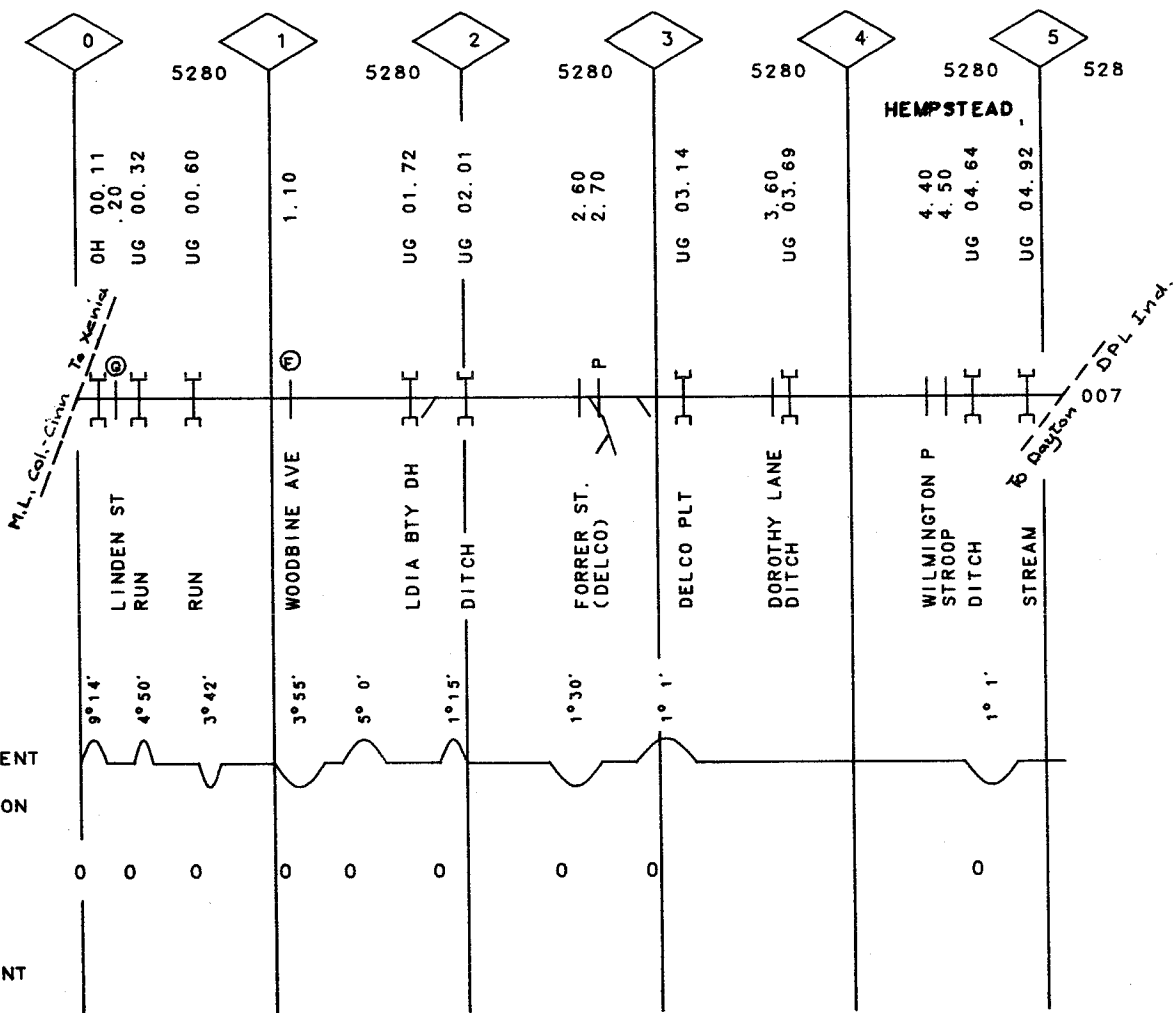 0 1 2 3 4 5
5280 5280 5280 5280 5280 528
HEMPSTEAD
OH 00.11
.20
UG 00.32
UG 00.60
1.10
UG 01.72
UG 02.01
2.60
2.70
UG 03.14
3.60
UG 03.69
4.40
4.50
UG 04.64
UG 04.92
M.L. Col.-Cinn To Xenia
G
F
P
To Dayton DPL Ind.
007
LINDEN ST
RUN
RUN
WOODBINE AVE
LDIA BTY DH
DITCH
FORRER ST.
(DELCO)
DELCO PLT
DOROTHY LANE
DITCH
WILMINGTON P
STROOP
DITCH
STREAM
9°14' 4°50' 3°42' 3°55' 5° 0' 1°15' 1°30' 1° 1' 1° 1'
ENT
ON
0 0 0 0 0 0 0 0 0
NT